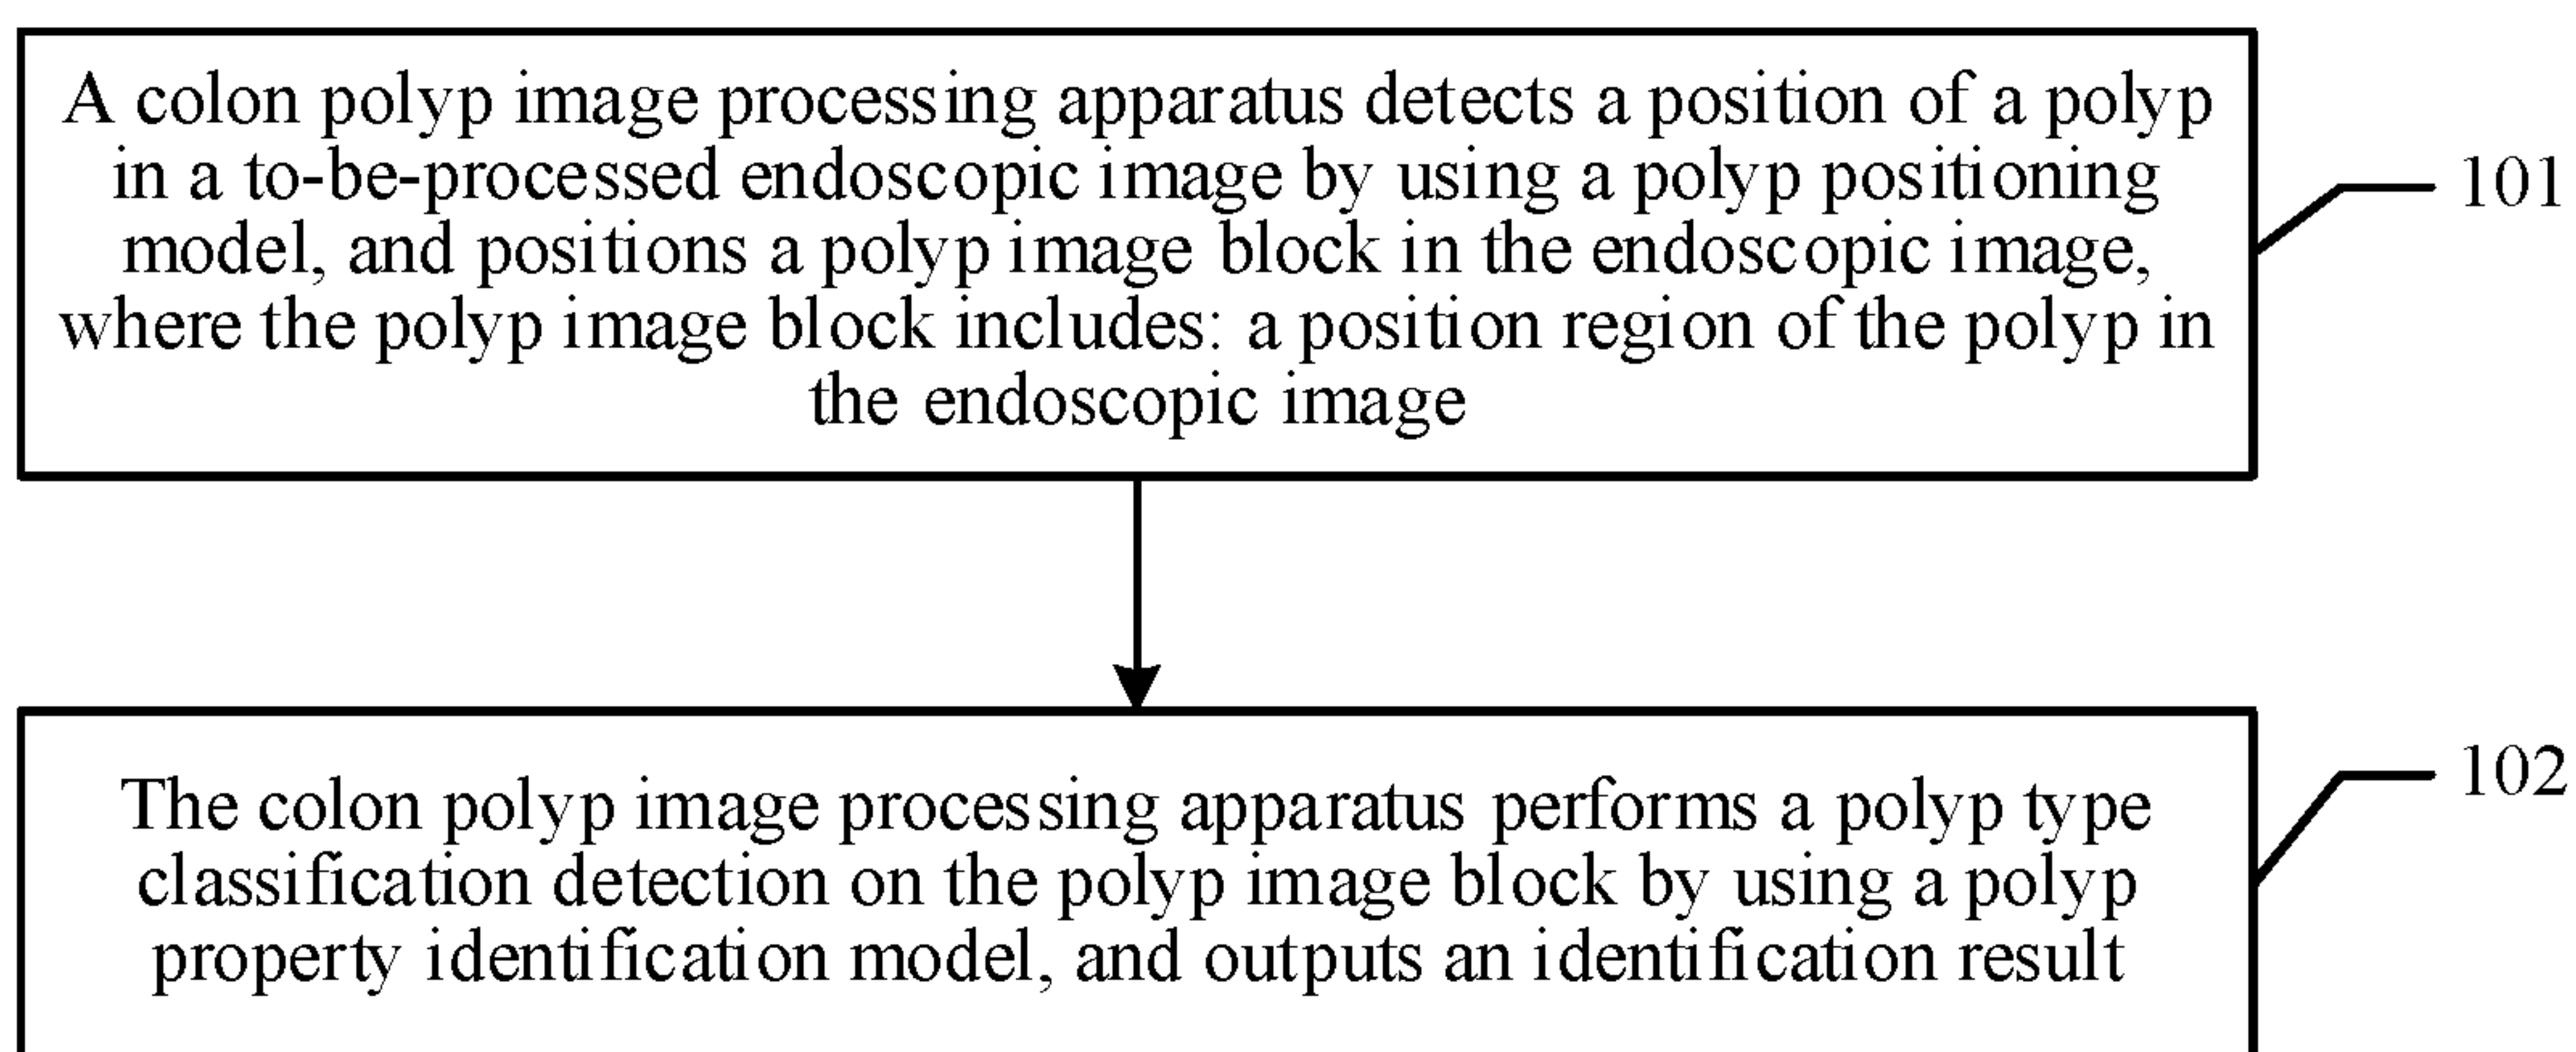 A colon polyp image processing apparatus detects a position of a polyp
in a to-be-processed endoscopic image by using a polyp positioning
model, and positions a polyp image block in the endoscopic image,
where the polyp image block includes: a position region of the polyp in
the endoscopic image
101
The colon polyp image processing apparatus performs a polyp type
classification detection on the polyp image block by using a polyp
property identification model, and outputs an identification result
102